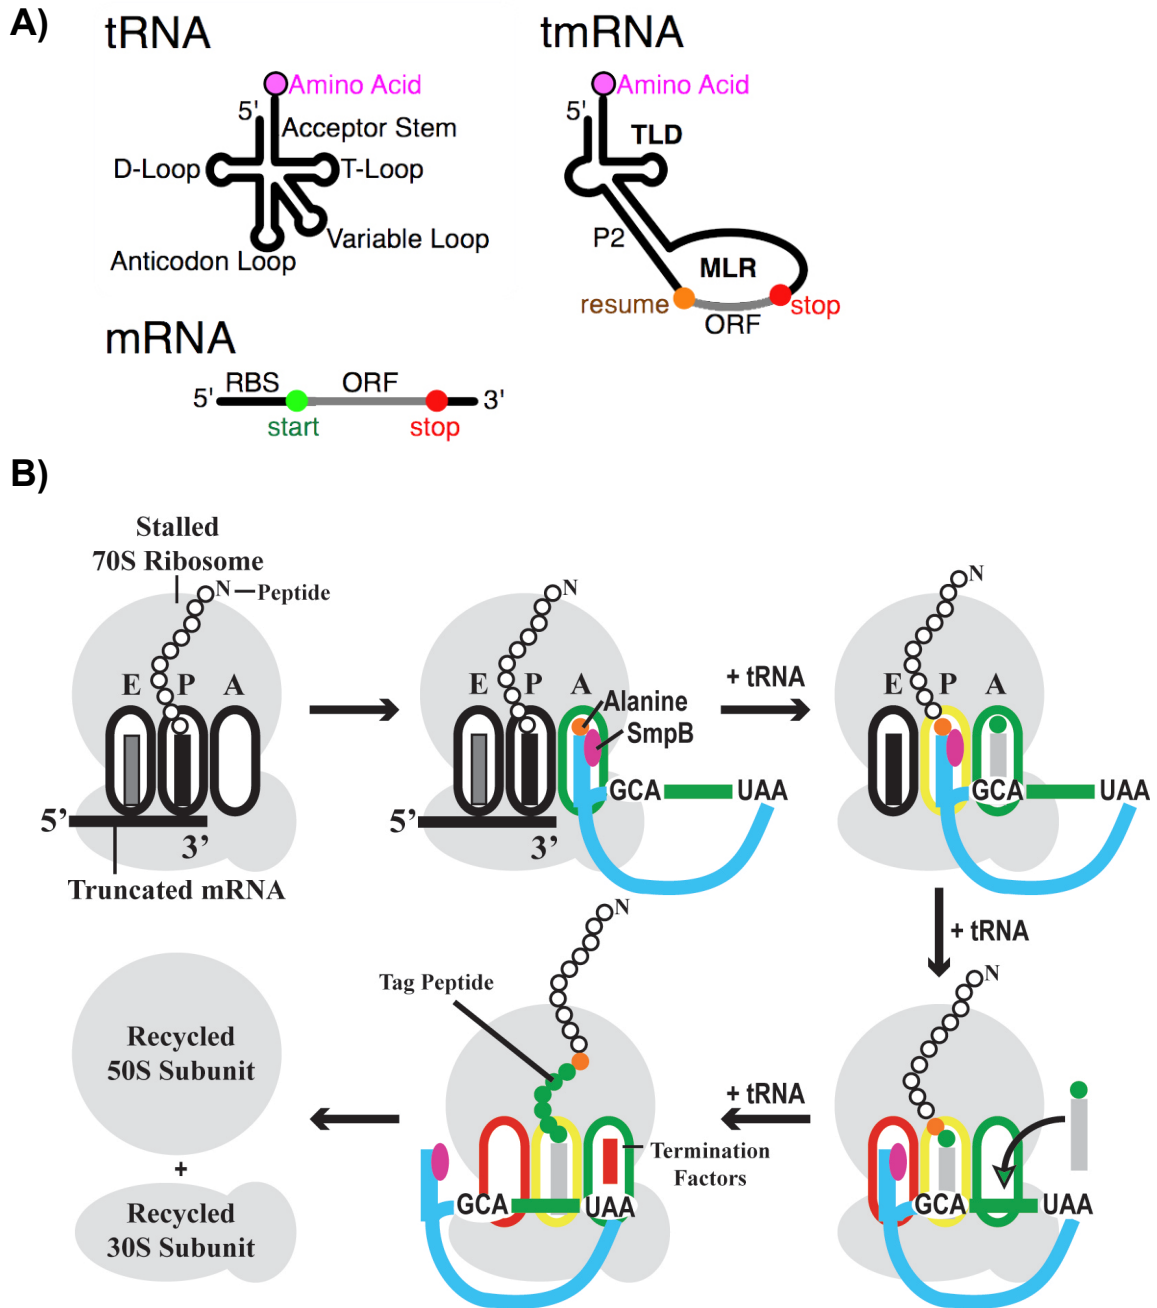 A)
tRNA
Amino Acid
5'
Acceptor Stem
D-Loop
T-Loop
Variable Loop
Anticodon Loop
tmRNA
Amino Acid
5'
TLD
P2
MLR
resume
stop
ORF
mRNA
5'
RBS
ORF
3'
start
stop
B)
Stalled
70S Ribosome
N
Peptide
E P A
5'
3'
Truncated mRNA
N
E P A
Alanine
SmpB
GCA
UAA
5'
3'
+ tRNA
N
E P A
GCA
UAA
+ tRNA
N
GCA
UAA
+ tRNA
N
Tag Peptide
Termination
Factors
GCA
UAA
Recycled
50S Subunit
+
Recycled
30S Subunit